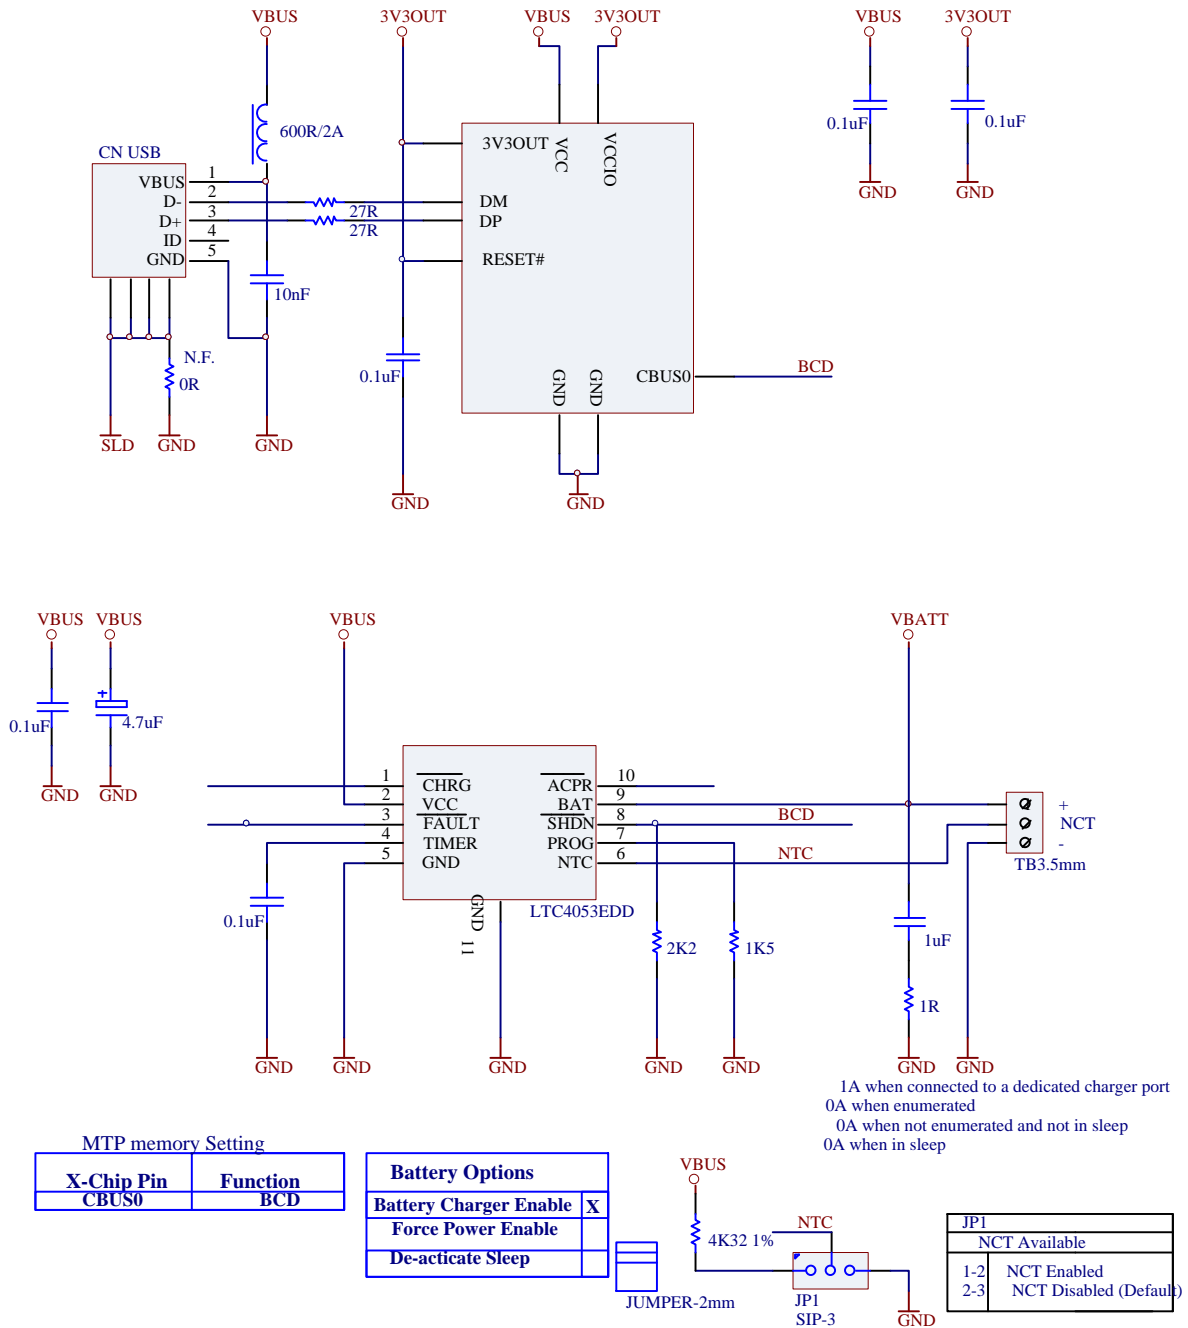 VBUS
3V3OUT
VBUS
3V3OUT
VBUS
3V3OUT
600R/2A
0.1uF
0.1uF
GND
GND
CN USB
VBUS 1
D- 2
D+ 3
ID 4
GND 5
27R
27R
10nF
N.F.
0R
SLD
GND
GND
0.1uF
GND
3V3OUT
VCC
VCCIO
DM
DP
RESET#
GND
GND
CBUS0
BCD
GND
VBUS
VBUS
VBUS
VBATT
0.1uF
4.7uF
GND
GND
1 CHRG
2 VCC
3 FAULT
4 TIMER
5 GND
ACPR 10
BAT 9
SHDN 8
PROG 7
NTC 6
GND 11
LTC4053EDD
BCD
NTC
+
NCT
-
TB3.5mm
0.1uF
2K2
1K5
1uF
1R
GND
GND
GND
GND
GND
GND
GND
1A when connected to a dedicated charger port
0A when enumerated
0A when not enumerated and not in sleep
0A when in sleep
MTP memory Setting
X-Chip Pin Function
CBUS0 BCD
Battery Options
Battery Charger Enable X
Force Power Enable
De-acticate Sleep
JUMPER-2mm
VBUS
4K32 1%
NTC
JP1
SIP-3
GND
JP1
NCT Available
1-2 NCT Enabled
2-3 NCT Disabled (Default)